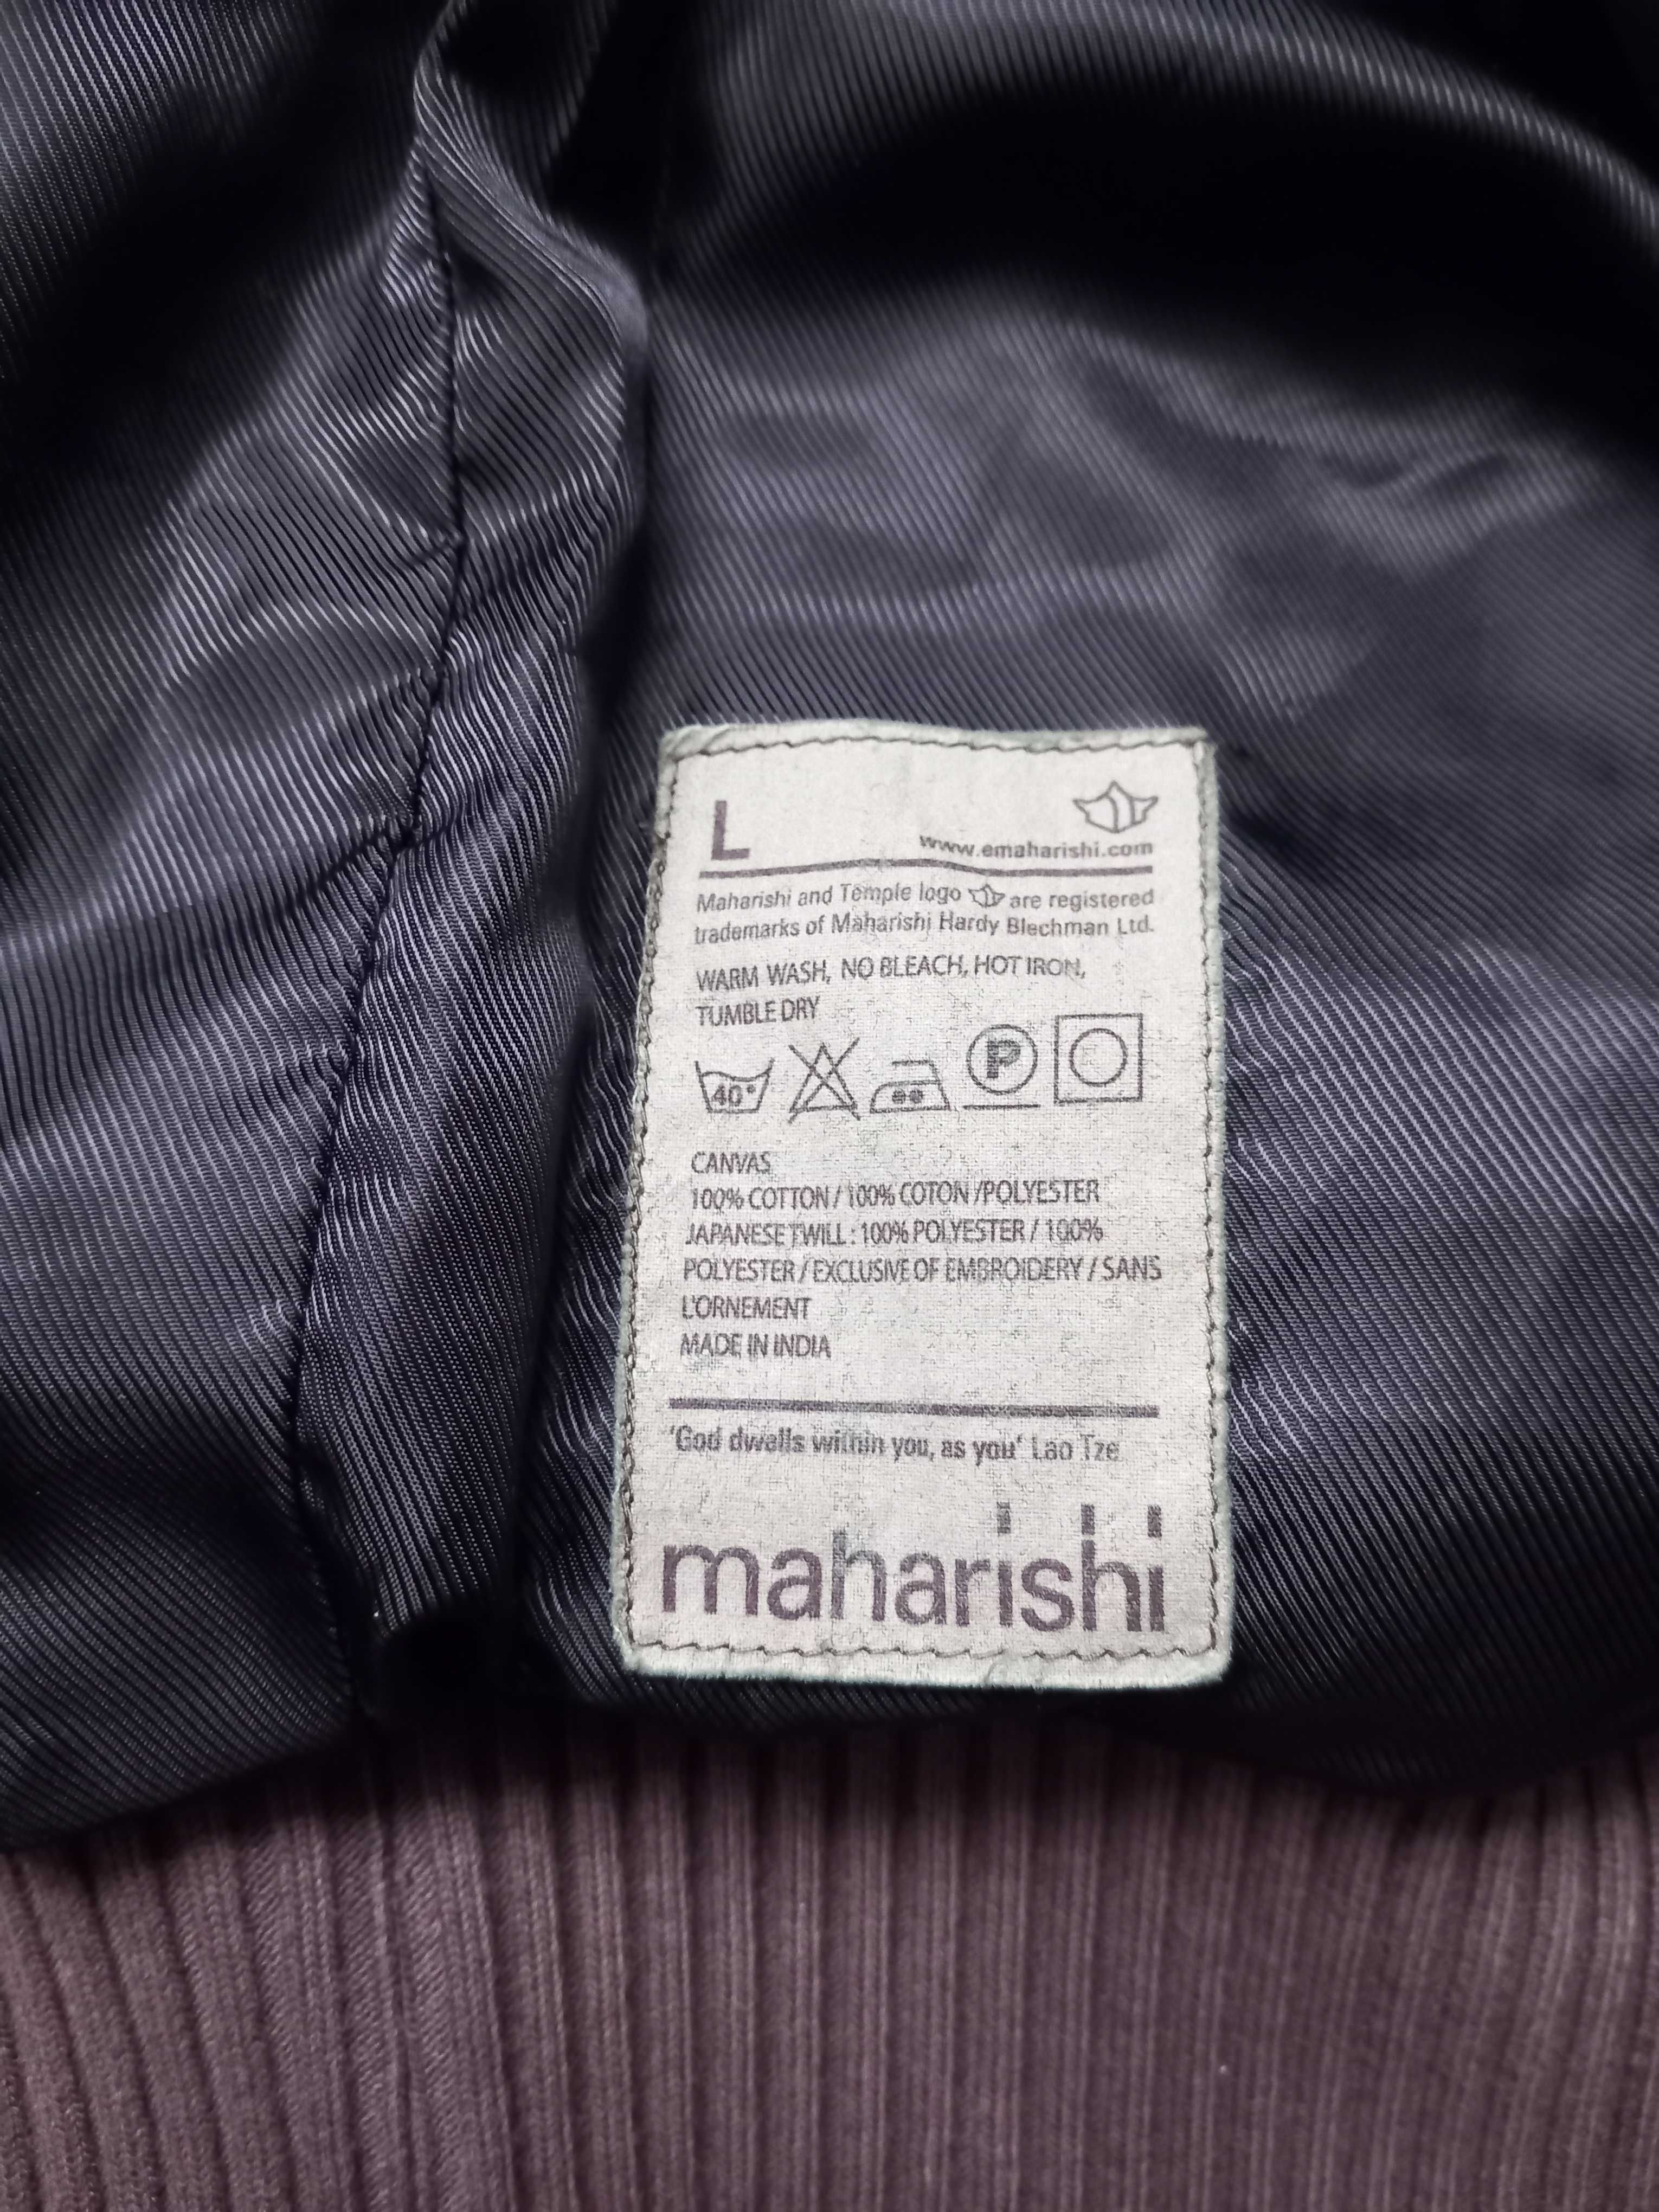 L
www.emaharishi.com
Maharishi and Temple logo are registered
trademarks of Maharishi Hardy Blechman Ltd.
WARM WASH, NO BLEACH, HOT IRON,
TUMBLE DRY
40° P
CANVAS
100% COTTON / 100% COTON /POLYESTER
JAPANESE TWILL : 100% POLYESTER / 100%
POLYESTER / EXCLUSIVE OF EMBROIDERY / SANS
L'ORNEMENT
MADE IN INDIA
'God dwells within you, as you' Lao Tze
maharishi